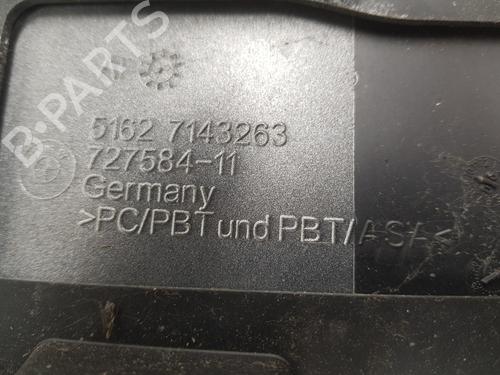 B-PARTS
5162 7143263
727584-11
Germany
>PC/PBT und PBT/ASA<